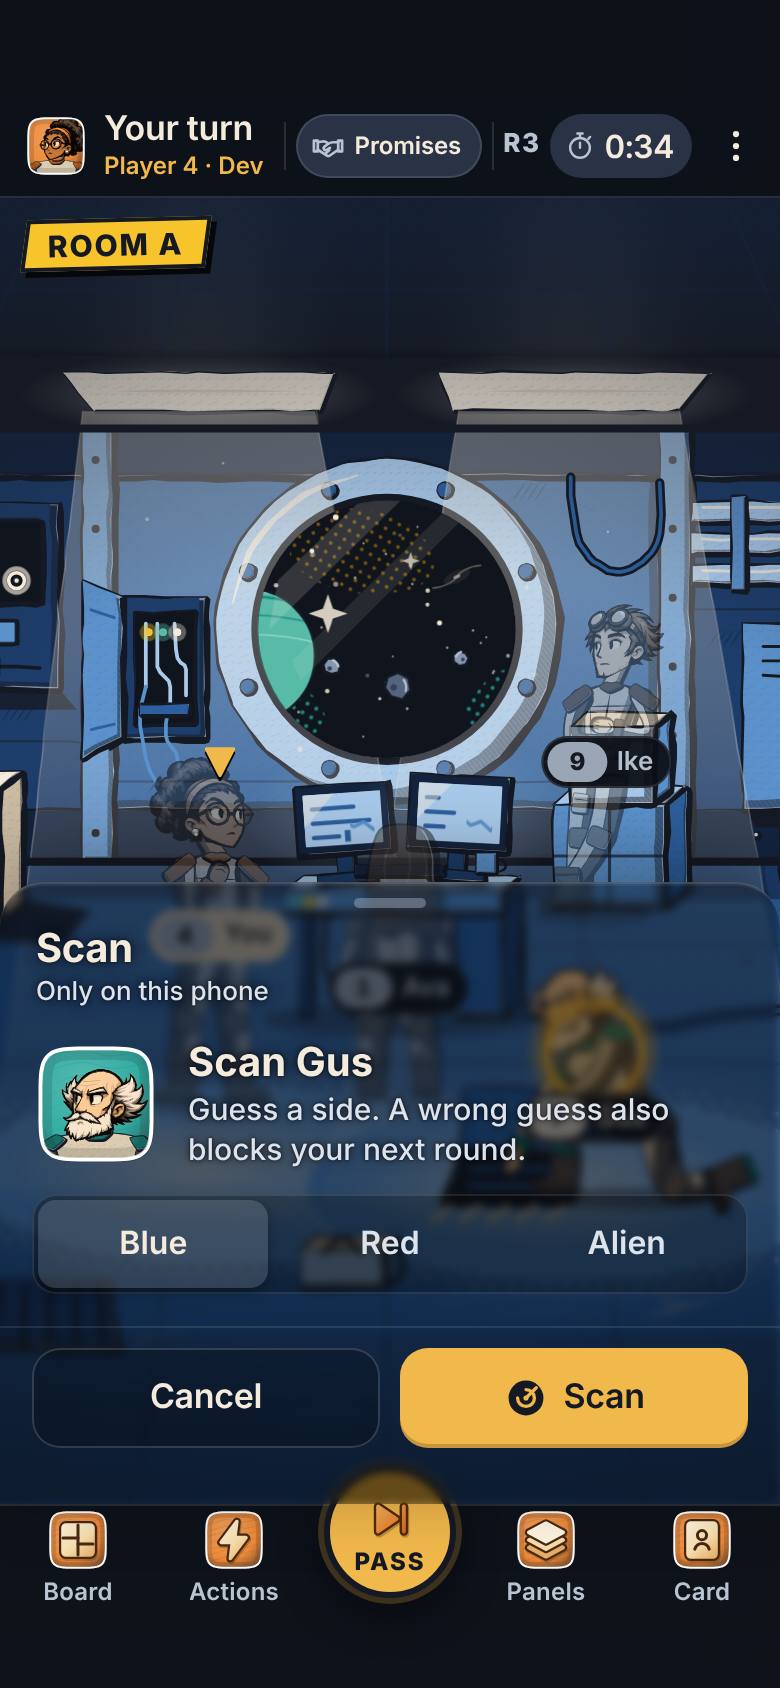 Your turn
Player 4 · Dev
Promises
R3
0:34
ROOM A
9 Ike
4 You
Scan
Only on this phone
Scan Gus
Guess a side. A wrong guess also
blocks your next round.
Blue
Red
Alien
Cancel
Scan
PASS
Board
Actions
Panels
Card